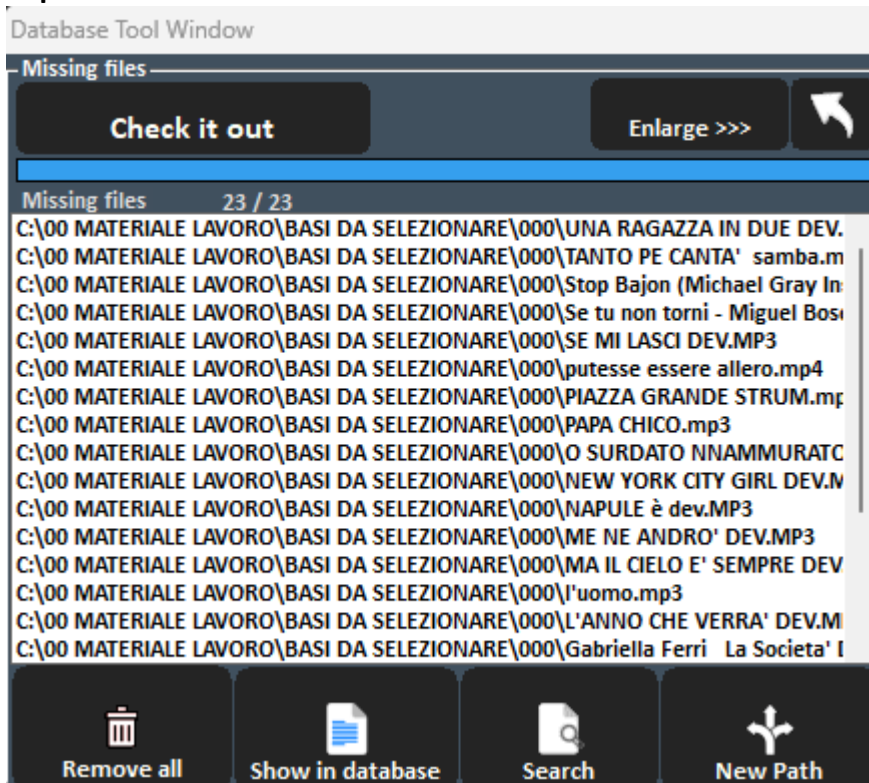 Database Tool Window
Missing files
Check it out
Enlarge >>>
Missing files 23 / 23
C:\00 MATERIALE LAVORO\BASI DA SELEZIONARE\000\UNA RAGAZZA IN DUE DEV.
C:\00 MATERIALE LAVORO\BASI DA SELEZIONARE\000\TANTO PE CANTA'  samba.m
C:\00 MATERIALE LAVORO\BASI DA SELEZIONARE\000\Stop Bajon (Michael Gray In
C:\00 MATERIALE LAVORO\BASI DA SELEZIONARE\000\Se tu non torni - Miguel Bos
C:\00 MATERIALE LAVORO\BASI DA SELEZIONARE\000\SE MI LASCI DEV.MP3
C:\00 MATERIALE LAVORO\BASI DA SELEZIONARE\000\putesse essere allero.mp4
C:\00 MATERIALE LAVORO\BASI DA SELEZIONARE\000\PIAZZA GRANDE STRUM.mp
C:\00 MATERIALE LAVORO\BASI DA SELEZIONARE\000\PAPA CHICO.mp3
C:\00 MATERIALE LAVORO\BASI DA SELEZIONARE\000\O SURDATO NNAMMURATO
C:\00 MATERIALE LAVORO\BASI DA SELEZIONARE\000\NEW YORK CITY GIRL DEV.M
C:\00 MATERIALE LAVORO\BASI DA SELEZIONARE\000\NAPULE è dev.MP3
C:\00 MATERIALE LAVORO\BASI DA SELEZIONARE\000\ME NE ANDRO' DEV.MP3
C:\00 MATERIALE LAVORO\BASI DA SELEZIONARE\000\MA IL CIELO E' SEMPRE DEV.
C:\00 MATERIALE LAVORO\BASI DA SELEZIONARE\000\l'uomo.mp3
C:\00 MATERIALE LAVORO\BASI DA SELEZIONARE\000\L'ANNO CHE VERRA' DEV.M
C:\00 MATERIALE LAVORO\BASI DA SELEZIONARE\000\Gabriella Ferri   La Societa'
Remove all
Show in database
Search
New Path